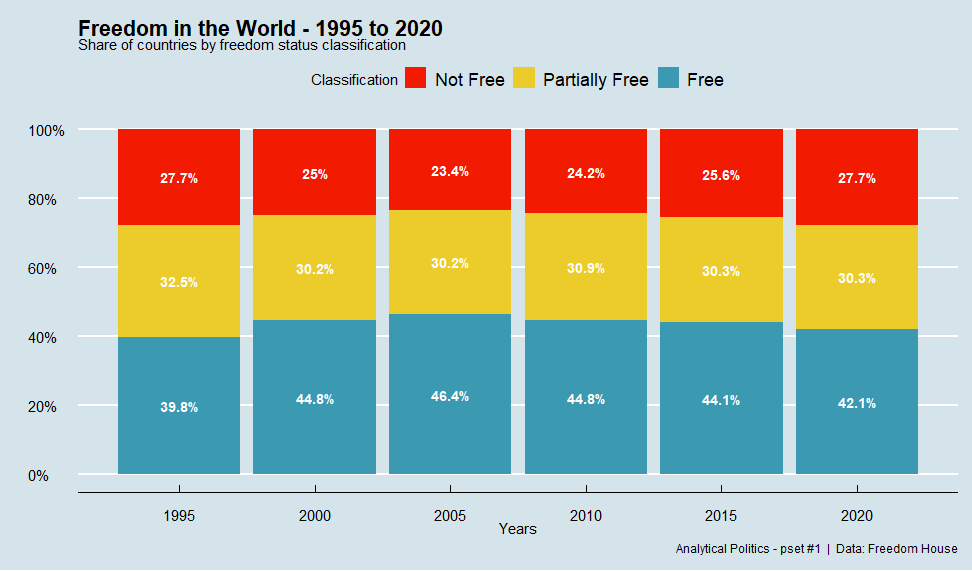 Freedom in the World - 1995 to 2020
Share of countries by freedom status classification
Classification Not Free Partially Free Free
100%
27.7% 25% 23.4% 24.2% 25.6% 27.7%
80%
60%
32.5% 30.2% 30.2% 30.9% 30.3% 30.3%
40%
39.8% 44.8% 46.4% 44.8% 44.1% 42.1%
20%
0%
1995 2000 2005 2010 2015 2020
Years
Analytical Politics - pset #1 | Data: Freedom House